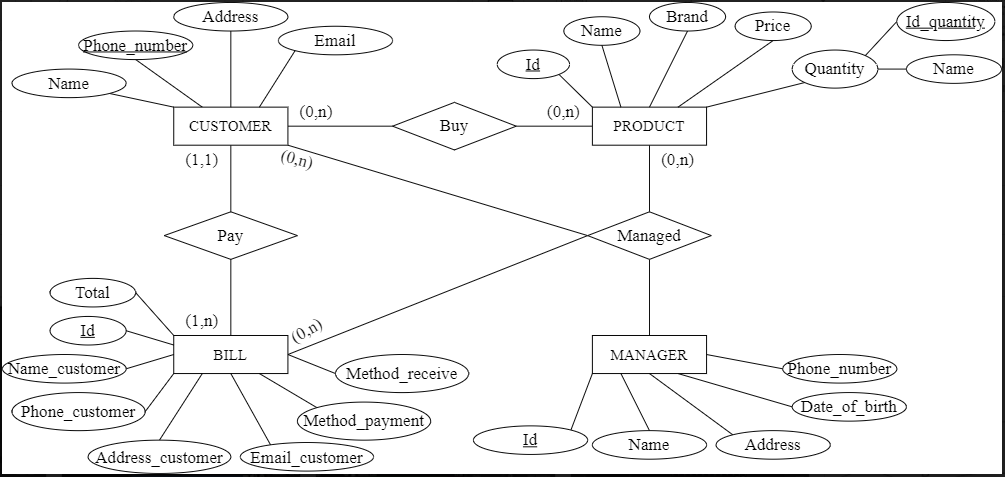 Address
Phone_number
Email
Name
CUSTOMER
(0,n)
Buy
(0,n)
Id
Name
Brand
Price
Id_quantity
Quantity
Name
PRODUCT
(1,1)
(0,n)
(0,n)
Pay
Managed
Total
Id
(1,n)
(0,n)
BILL
MANAGER
Name_customer
Phone_customer
Address_customer
Email_customer
Method_payment
Method_receive
Phone_number
Date_of_birth
Id
Name
Address